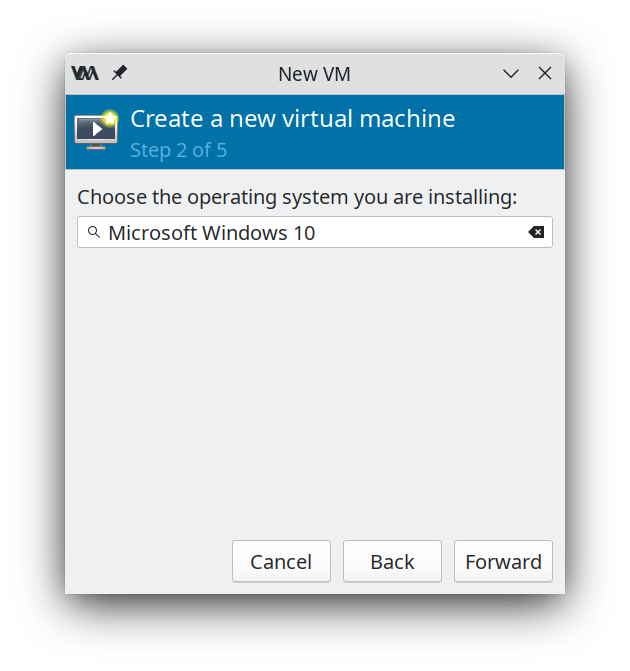 New VM
Create a new virtual machine
Step 2 of 5
Choose the operating system you are installing:
Microsoft Windows 10
Cancel Back Forward